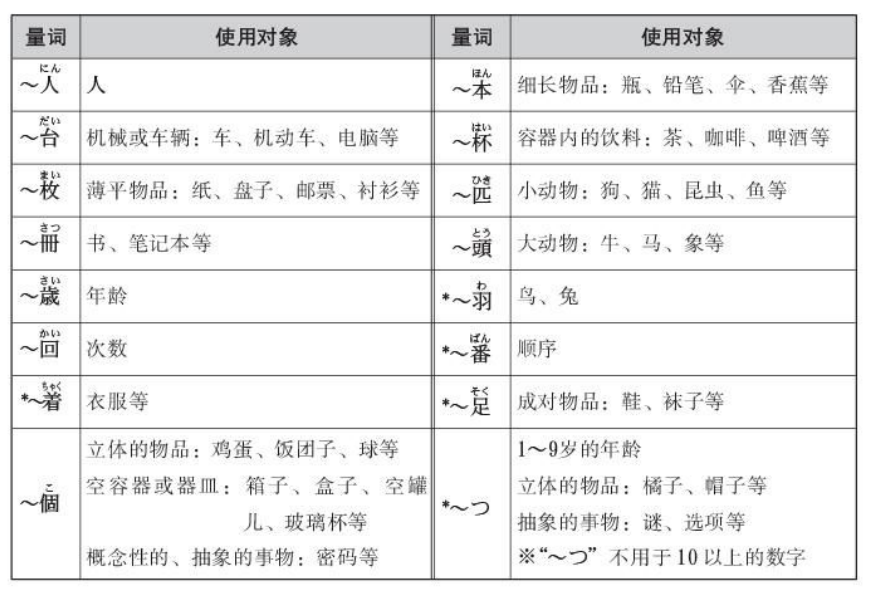 量词 使用对象 量词 使用对象
～人(にん) 人 ～本(ほん) 细长物品：瓶、铅笔、伞、香蕉等
～台(だい) 机械或车辆：车、机动车、电脑等 ～杯(はい) 容器内的饮料：茶、咖啡、啤酒等
～枚(まい) 薄平物品：纸、盘子、邮票、衬衫等 ～匹(ひき) 小动物：狗、猫、昆虫、鱼等
～冊(さつ) 书、笔记本等 ～頭(とう) 大动物：牛、马、象等
～歳(さい) 年龄 *～羽(わ) 鸟、兔
～回(かい) 次数 *～番(ばん) 顺序
*～着(ちゃく) 衣服等 *～足(そく) 成对物品：鞋、袜子等
～個(こ) 立体的物品：鸡蛋、饭团子、球等
空容器或器皿：箱子、盒子、空罐
儿、玻璃杯等
概念性的、抽象的事物：密码等
*～つ 1～9岁的年龄
立体的物品：橘子、帽子等
抽象的事物：谜、选项等
※“～つ” 不用于 10 以上的数字